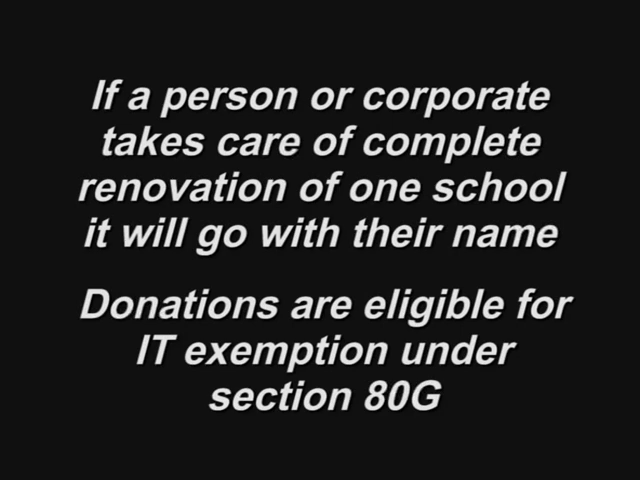 If a person or corporate
takes care of complete
renovation of one school
it will go with their name
Donations are eligible for
IT exemption under
section 80G